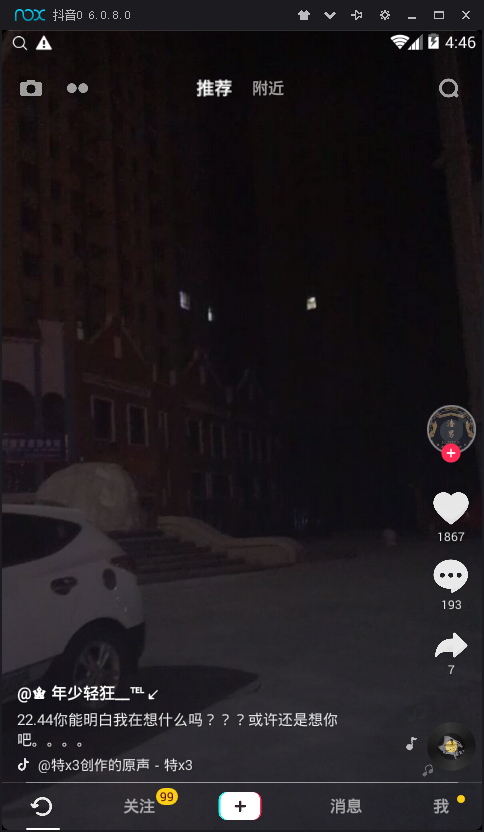 nox 抖音0 6.0.8.0
4:46
推荐 附近
1867
193
7
@ 年少轻狂__℡↙
22.44你能明白我在想什么吗？？？或许还是想你
吧。。。。
@特x3创作的原声 - 特x3
关注 99 消息 我